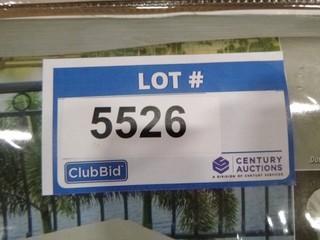 LOT #
5526
ClubBid
CENTURY
AUCTIONS
A DIVISION OF CENTURY SERVICES